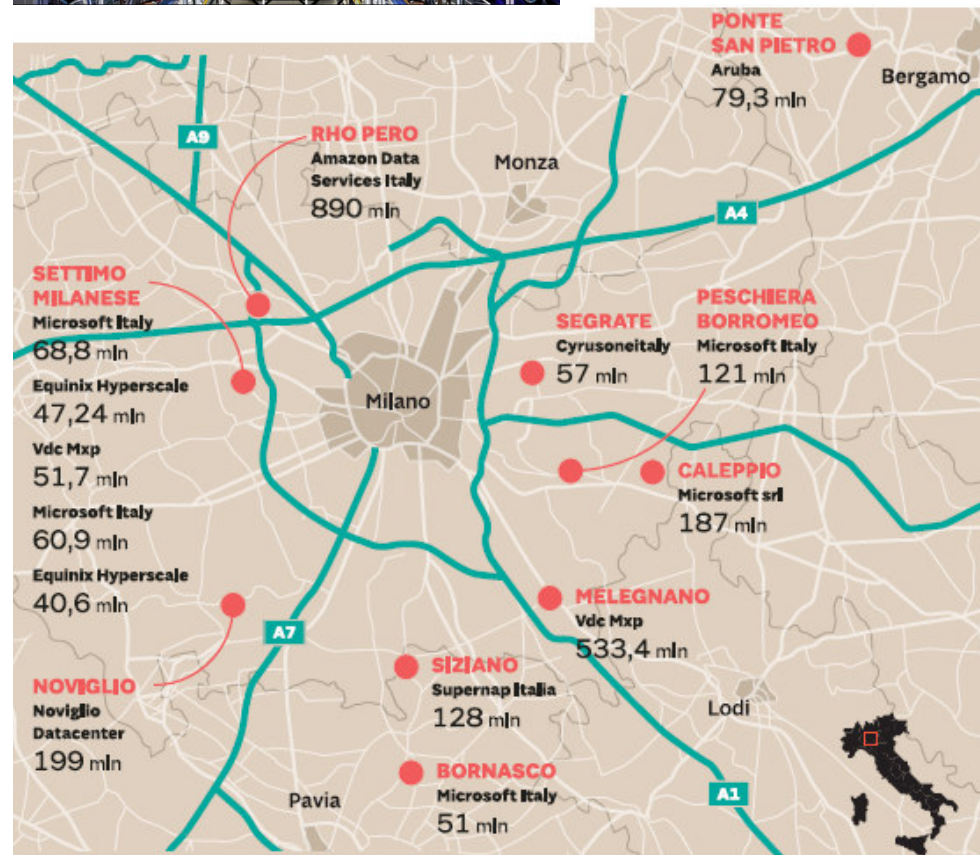 PONTE
SAN PIETRO
Aruba
79,3 mln
Bergamo
A9
RHO PERO
Amazon Data
Services Italy
890 mln
Monza
A4
SETTIMO
MILANESE
Microsoft Italy
68,8 mln
Equinix Hyperscale
47,24 mln
Vdc Mxp
51,7 mln
Microsoft Italy
60,9 mln
Equinix Hyperscale
40,6 mln
SEGRATE
Cyrusoneitaly
57 mln
PESCHIERA
BORROMEO
Microsoft Italy
121 mln
Milano
CALEPPIO
Microsoft srl
187 mln
MELEGNANO
Vdc Mxp
533,4 mln
A7
NOVIGLIO
Noviglio
Datacenter
199 mln
SIZIANO
Supernap Italia
128 mln
Lodi
BORNASCO
Microsoft Italy
51 mln
Pavia
A1